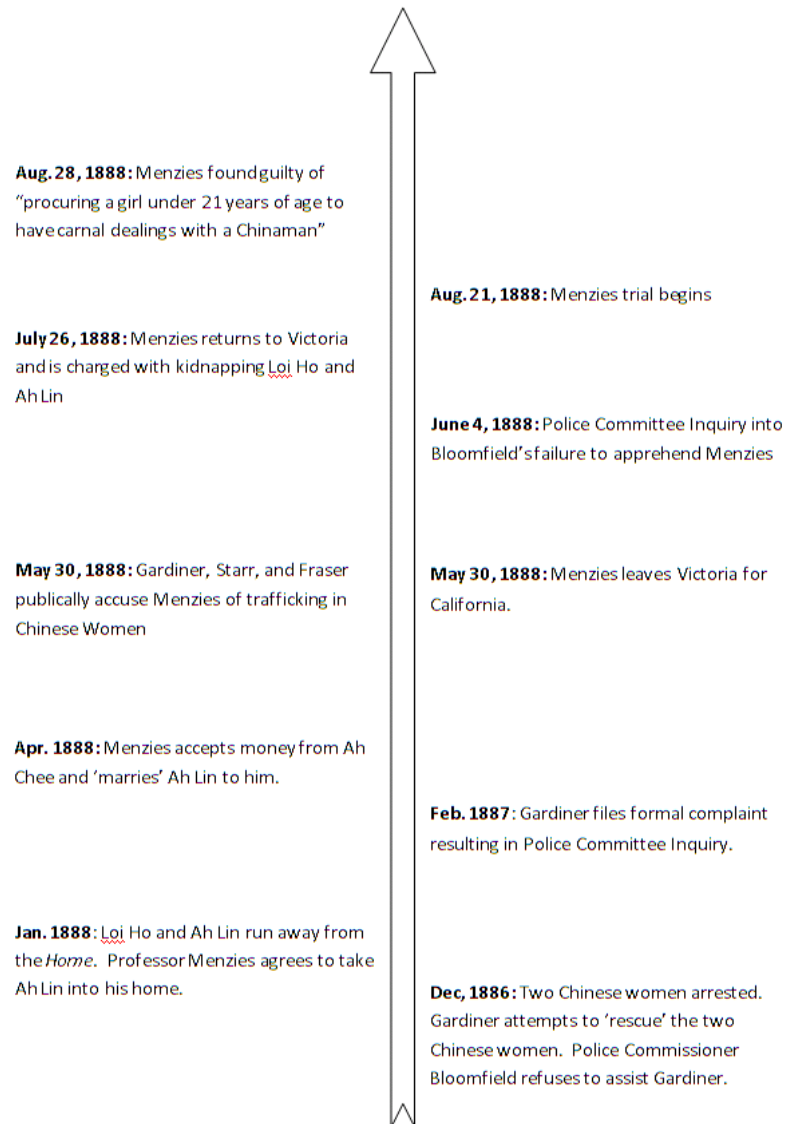 Aug. 28, 1888: Menzies found guilty of
“procuring a girl under 21 years of age to
have carnal dealings with a Chinaman”
Aug. 21, 1888: Menzies trial begins
July 26, 1888: Menzies returns to Victoria
and is charged with kidnapping Loi Ho and
Ah Lin
June 4, 1888: Police Committee Inquiry into
Bloomfield’s failure to apprehend Menzies
May 30, 1888: Gardiner, Starr, and Fraser
publically accuse Menzies of trafficking in
Chinese Women
May 30, 1888: Menzies leaves Victoria for
California.
Apr. 1888: Menzies accepts money from Ah
Chee and ‘marries’ Ah Lin to him.
Feb. 1887: Gardiner files formal complaint
resulting in Police Committee Inquiry.
Jan. 1888: Loi Ho and Ah Lin run away from
the Home. Professor Menzies agrees to take
Ah Lin into his home.
Dec, 1886: Two Chinese women arrested.
Gardiner attempts to ‘rescue’ the two
Chinese women. Police Commissioner
Bloomfield refuses to assist Gardiner.